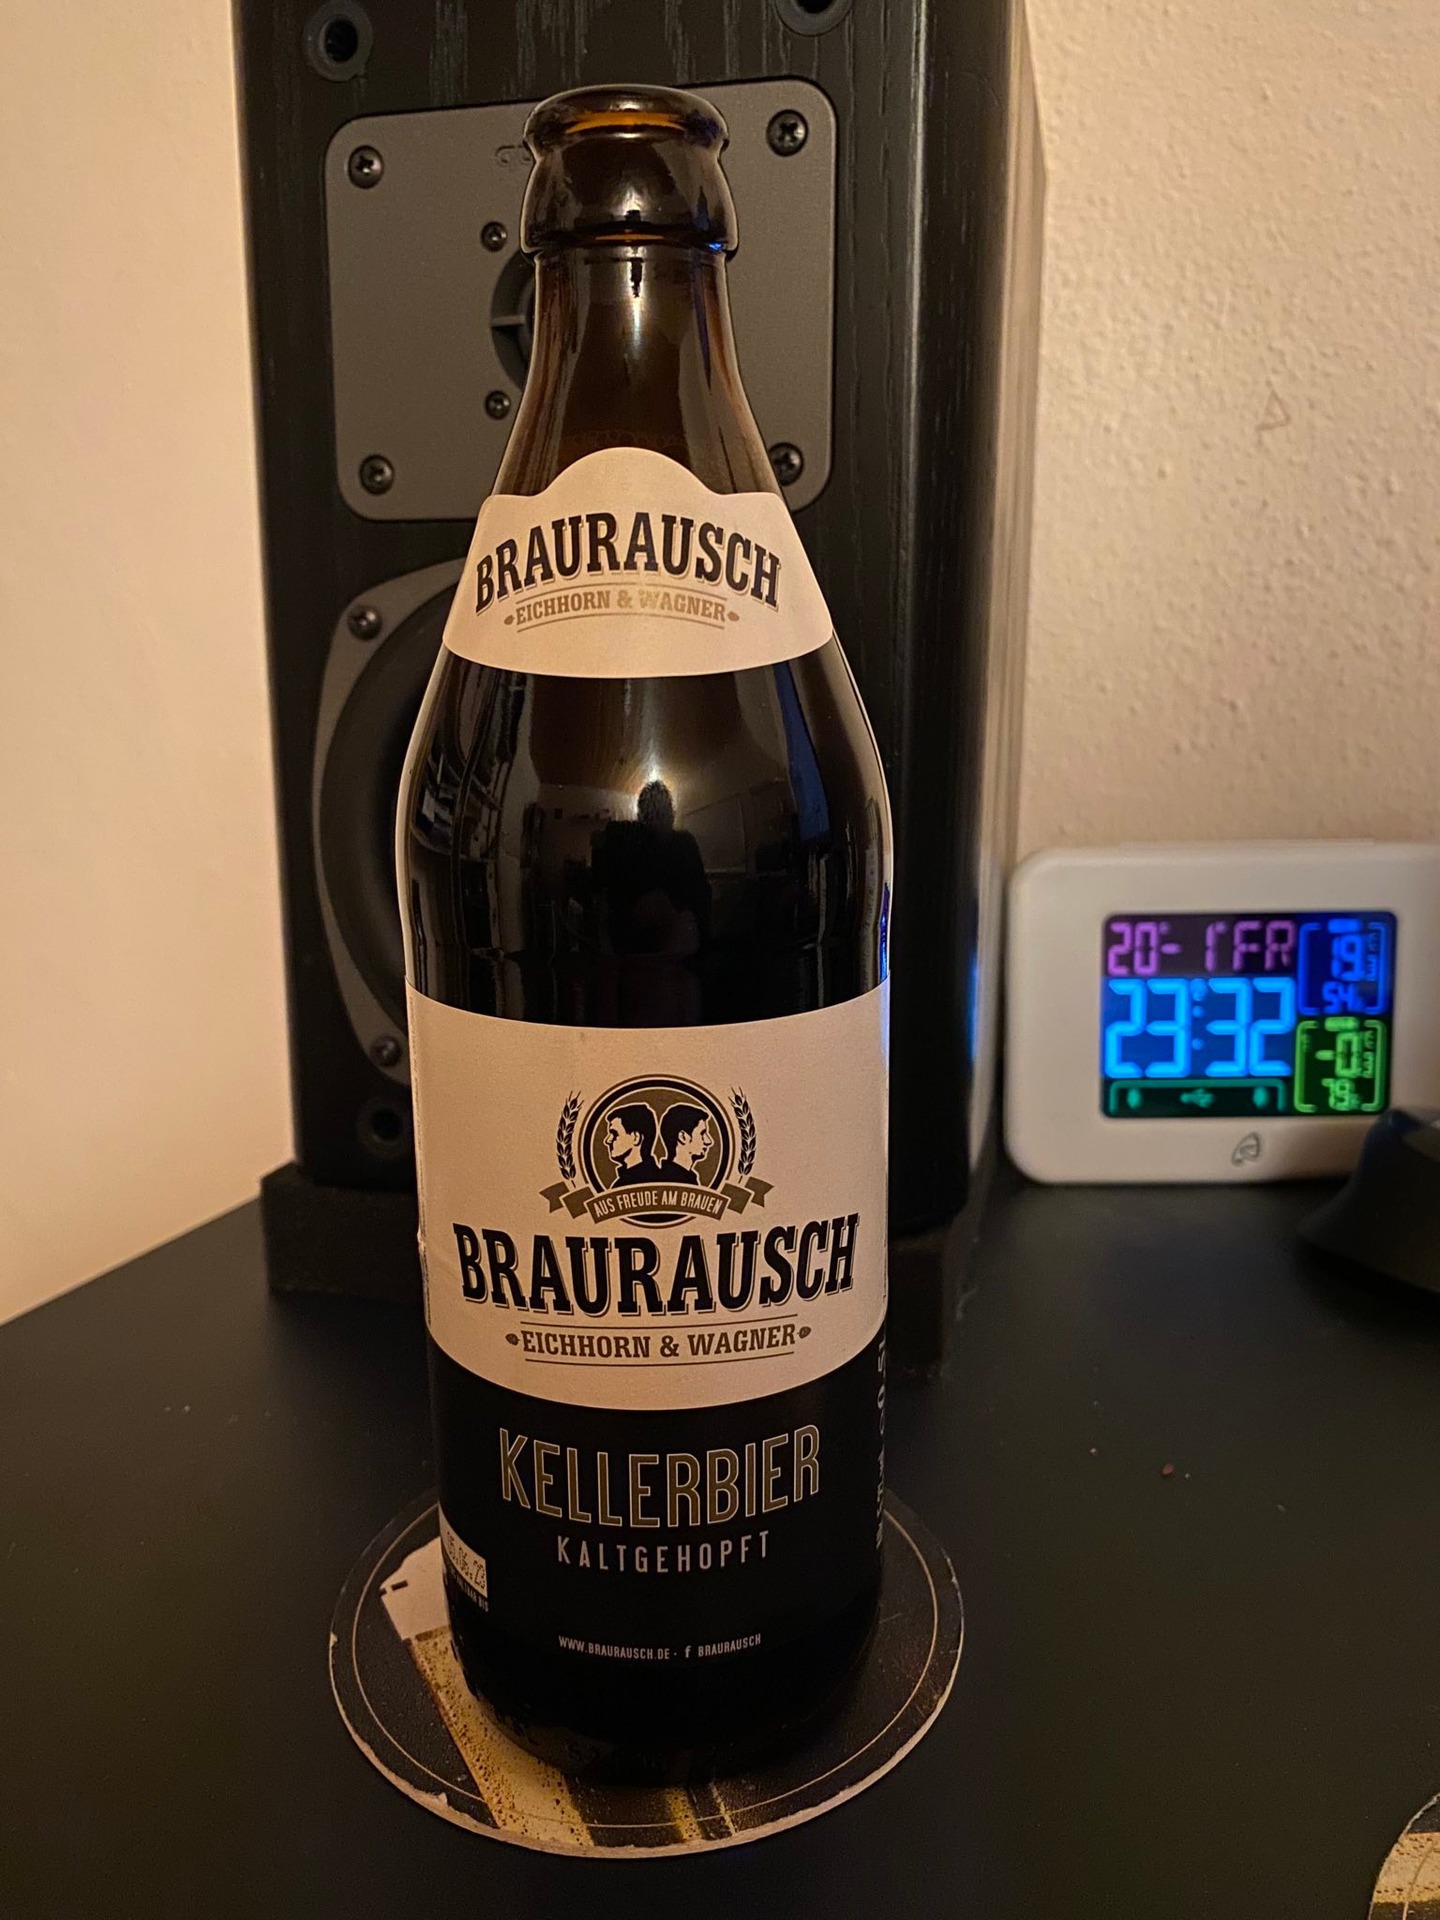 BRAURAUSCH
EICHHORN & WAGNER
20-1 FR
23:32
AUS FREUDE AM BRAUEN
BRAURAUSCH
EICHHORN & WAGNER
KELLERBIER
KALTGEHOPFT
WWW.BRAURAUSCH.DE · f BRAURAUSCH